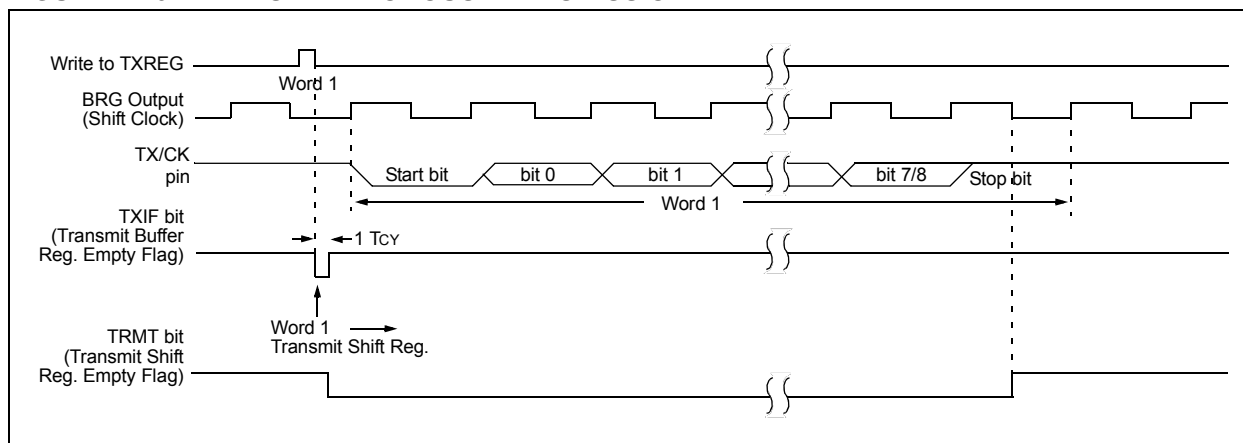 Write to TXREG
Word 1
BRG Output
(Shift Clock)
TX/CK
pin
Start bit
bit 0
bit 1
bit 7/8
Stop bit
Word 1
TXIF bit
(Transmit Buffer
Reg. Empty Flag)
1 TCY
Word 1
Transmit Shift Reg.
TRMT bit
(Transmit Shift
Reg. Empty Flag)